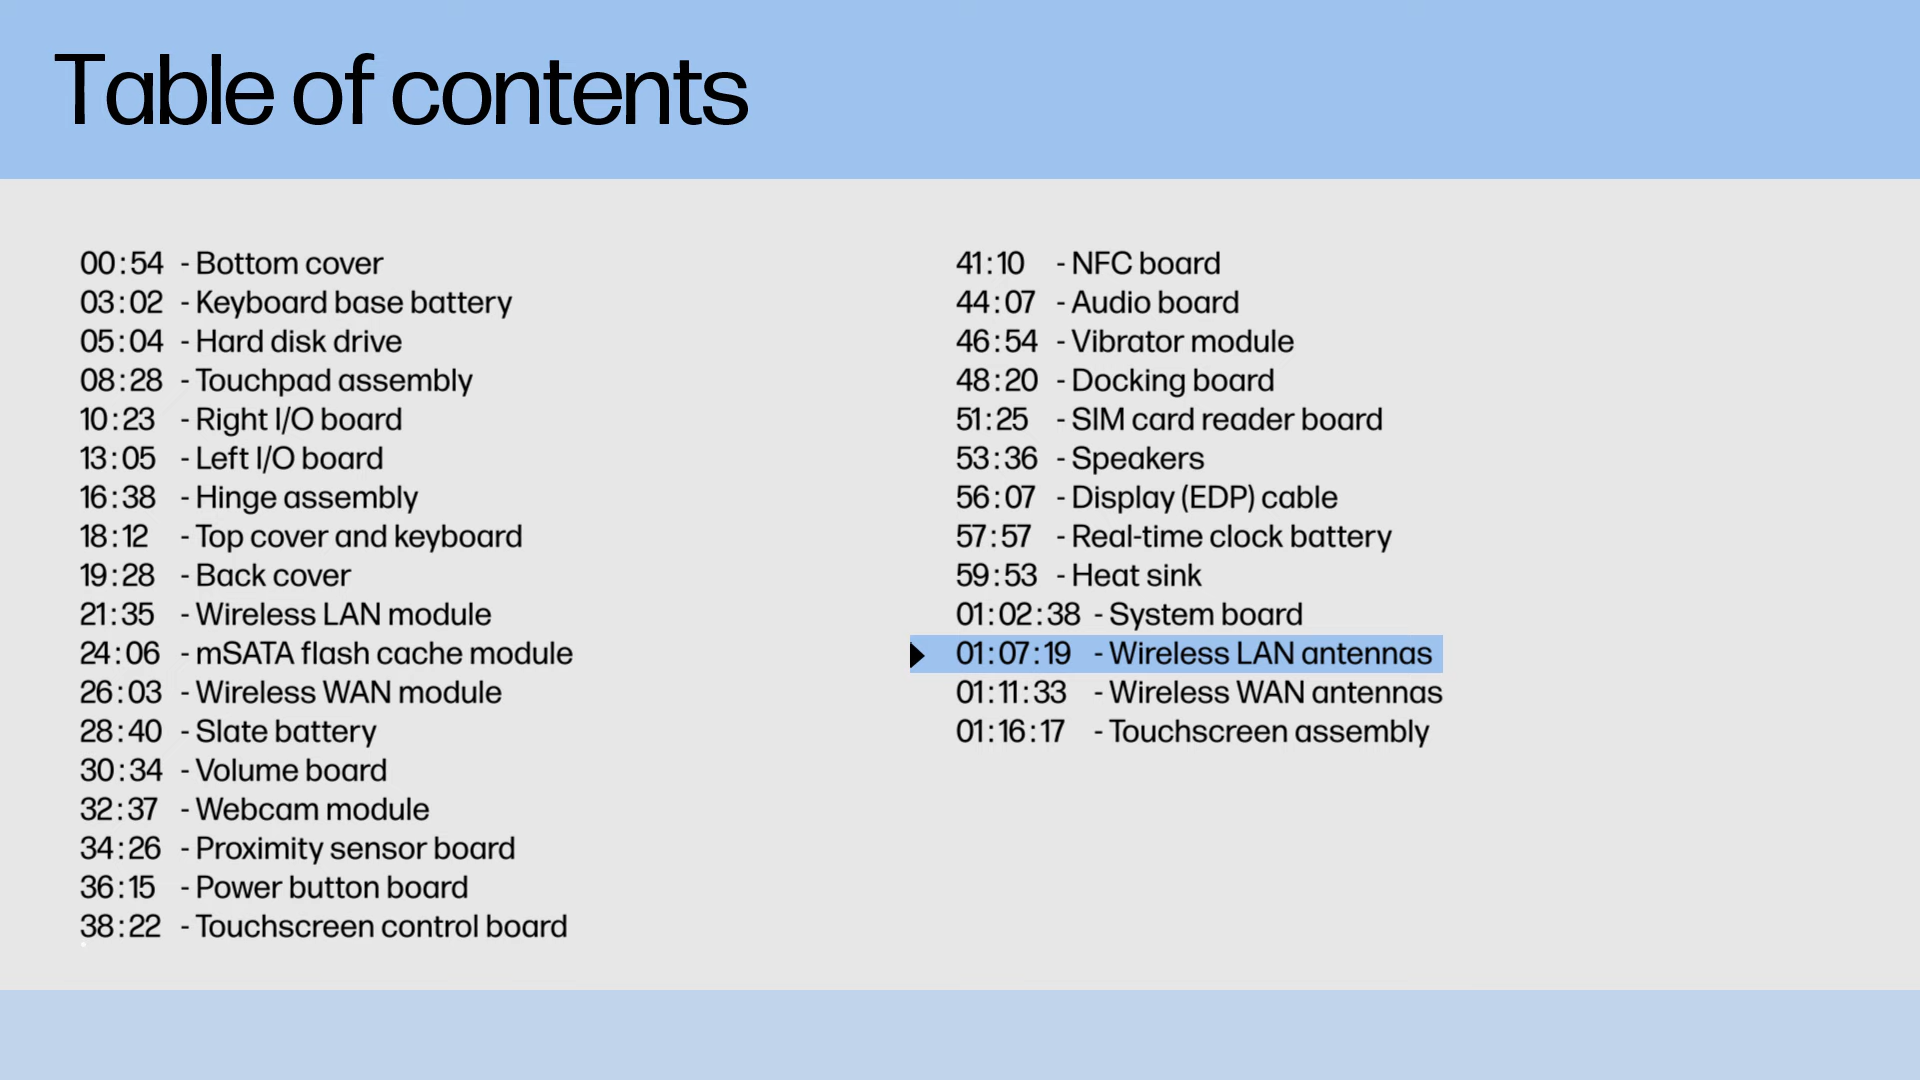 Table of contents
00:54 - Bottom cover
03:02 - Keyboard base battery
05:04 - Hard disk drive
08:28 - Touchpad assembly
10:23 - Right I/O board
13:05 - Left I/O board
16:38 - Hinge assembly
18:12 - Top cover and keyboard
19:28 - Back cover
21:35 - Wireless LAN module
24:06 - mSATA flash cache module
26:03 - Wireless WAN module
28:40 - Slate battery
30:34 - Volume board
32:37 - Webcam module
34:26 - Proximity sensor board
36:15 - Power button board
38:22 - Touchscreen control board
41:10 - NFC board
44:07 - Audio board
46:54 - Vibrator module
48:20 - Docking board
51:25 - SIM card reader board
53:36 - Speakers
56:07 - Display (EDP) cable
57:57 - Real-time clock battery
59:53 - Heat sink
01:02:38 - System board
01:07:19 - Wireless LAN antennas
01:11:33 - Wireless WAN antennas
01:16:17 - Touchscreen assembly